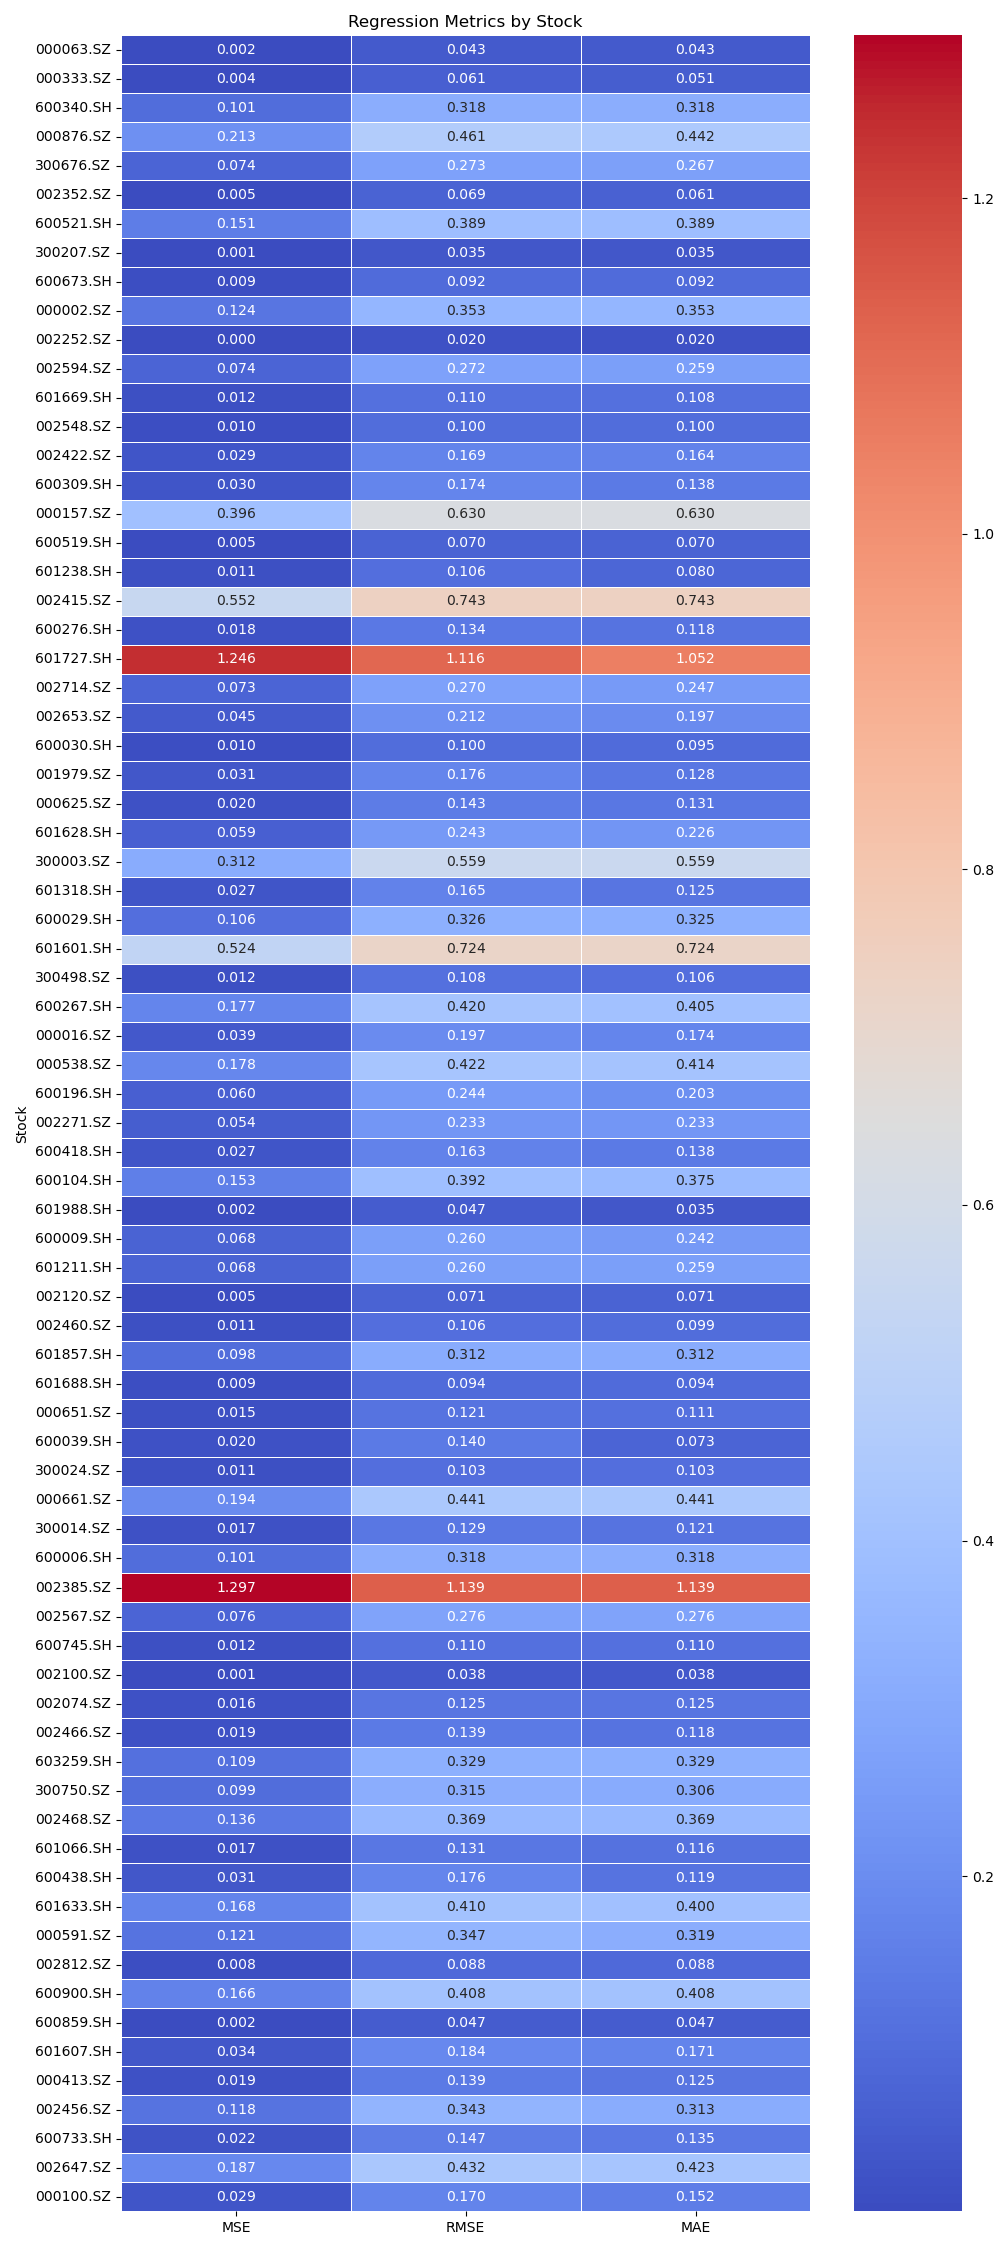 Regression Metrics by Stock
000063.SZ 0.002 0.043 0.043
000333.SZ 0.004 0.061 0.051
600340.SH 0.101 0.318 0.318
000876.SZ 0.213 0.461 0.442
300676.SZ 0.074 0.273 0.267
002352.SZ 0.005 0.069 0.061
600521.SH 0.151 0.389 0.389
300207.SZ 0.001 0.035 0.035
600673.SH 0.009 0.092 0.092
000002.SZ 0.124 0.353 0.353
002252.SZ 0.000 0.020 0.020
002594.SZ 0.074 0.272 0.259
601669.SH 0.012 0.110 0.108
002548.SZ 0.010 0.100 0.100
002422.SZ 0.029 0.169 0.164
600309.SH 0.030 0.174 0.138
000157.SZ 0.396 0.630 0.630
600519.SH 0.005 0.070 0.070
601238.SH 0.011 0.106 0.080
002415.SZ 0.552 0.743 0.743
600276.SH 0.018 0.134 0.118
601727.SH 1.246 1.116 1.052
002714.SZ 0.073 0.270 0.247
002653.SZ 0.045 0.212 0.197
600030.SH 0.010 0.100 0.095
001979.SZ 0.031 0.176 0.128
000625.SZ 0.020 0.143 0.131
601628.SH 0.059 0.243 0.226
300003.SZ 0.312 0.559 0.559
601318.SH 0.027 0.165 0.125
600029.SH 0.106 0.326 0.325
601601.SH 0.524 0.724 0.724
300498.SZ 0.012 0.108 0.106
600267.SH 0.177 0.420 0.405
000016.SZ 0.039 0.197 0.174
000538.SZ 0.178 0.422 0.414
600196.SH 0.060 0.244 0.203
002271.SZ 0.054 0.233 0.233
600418.SH 0.027 0.163 0.138
600104.SH 0.153 0.392 0.375
601988.SH 0.002 0.047 0.035
600009.SH 0.068 0.260 0.242
601211.SH 0.068 0.260 0.259
002120.SZ 0.005 0.071 0.071
002460.SZ 0.011 0.106 0.099
601857.SH 0.098 0.312 0.312
601688.SH 0.009 0.094 0.094
000651.SZ 0.015 0.121 0.111
600039.SH 0.020 0.140 0.073
300024.SZ 0.011 0.103 0.103
000661.SZ 0.194 0.441 0.441
300014.SZ 0.017 0.129 0.121
600006.SH 0.101 0.318 0.318
002385.SZ 1.297 1.139 1.139
002567.SZ 0.076 0.276 0.276
600745.SH 0.012 0.110 0.110
002100.SZ 0.001 0.038 0.038
002074.SZ 0.016 0.125 0.125
002466.SZ 0.019 0.139 0.118
603259.SH 0.109 0.329 0.329
300750.SZ 0.099 0.315 0.306
002468.SZ 0.136 0.369 0.369
601066.SH 0.017 0.131 0.116
600438.SH 0.031 0.176 0.119
601633.SH 0.168 0.410 0.400
000591.SZ 0.121 0.347 0.319
002812.SZ 0.008 0.088 0.088
600900.SH 0.166 0.408 0.408
600859.SH 0.002 0.047 0.047
601607.SH 0.034 0.184 0.171
000413.SZ 0.019 0.139 0.125
002456.SZ 0.118 0.343 0.313
600733.SH 0.022 0.147 0.135
002647.SZ 0.187 0.432 0.423
000100.SZ 0.029 0.170 0.152
MSE RMSE MAE
Stock
1.2
1.0
0.8
0.6
0.4
0.2